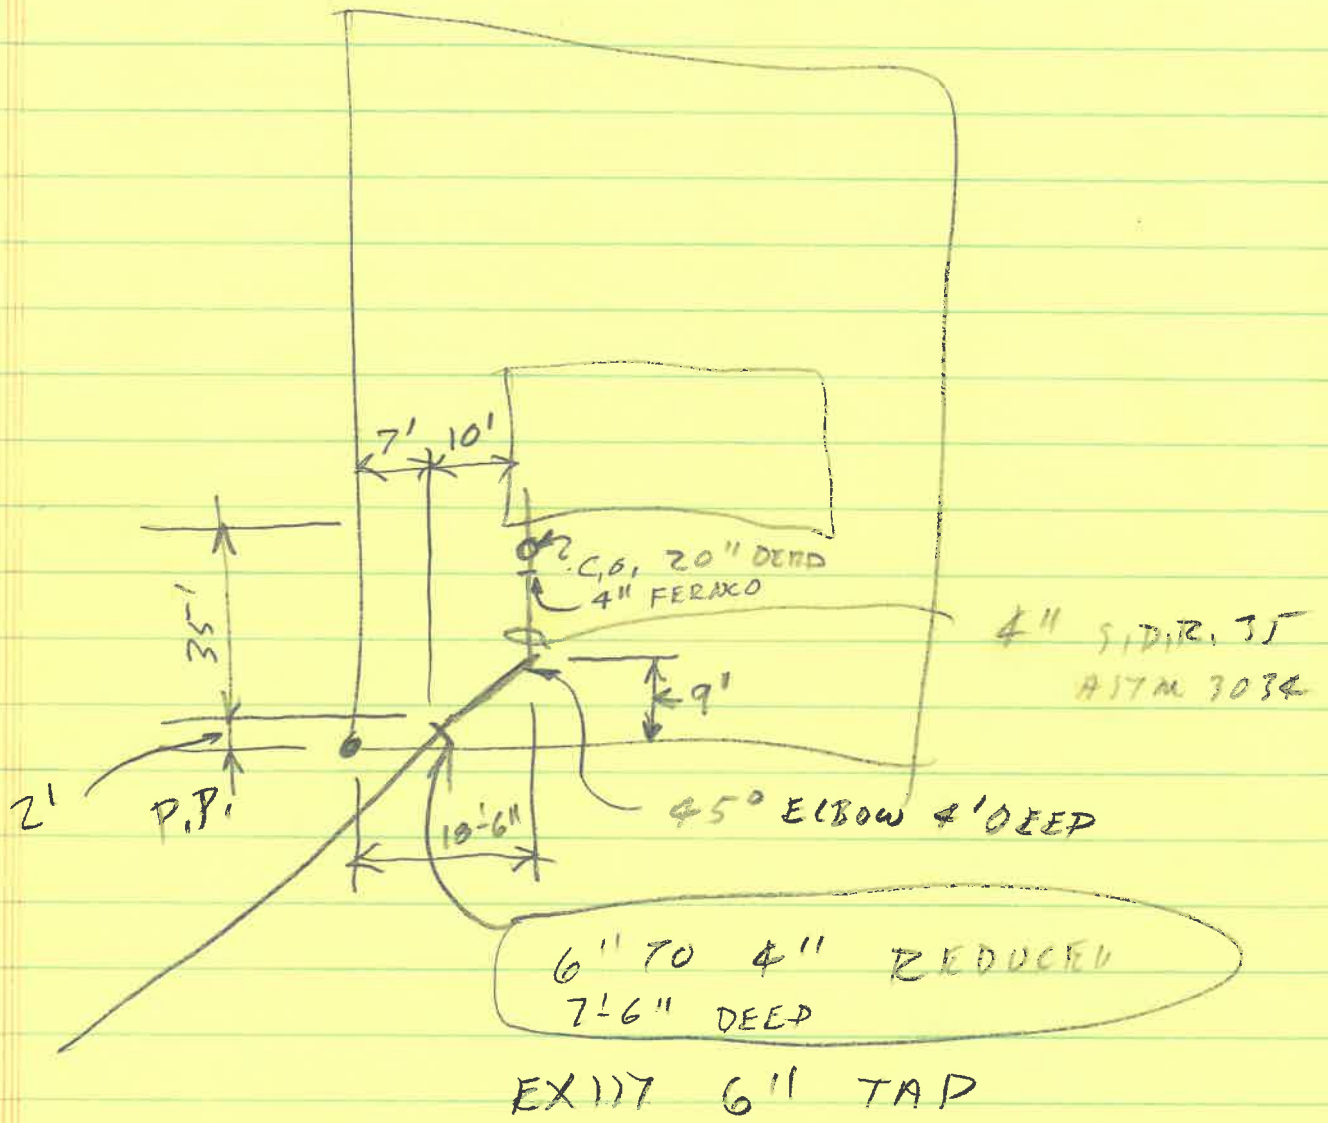 7' 10'
C.O. 20" DEEP
4" FERNCO
35'
4" S.D.R. 35
ASTM 3034
9'
2'
P.P.
45° ELBOW 4' DEEP
18'-6"
6" TO 4" REDUCER
7'-6" DEEP
EXIST 6" TAP